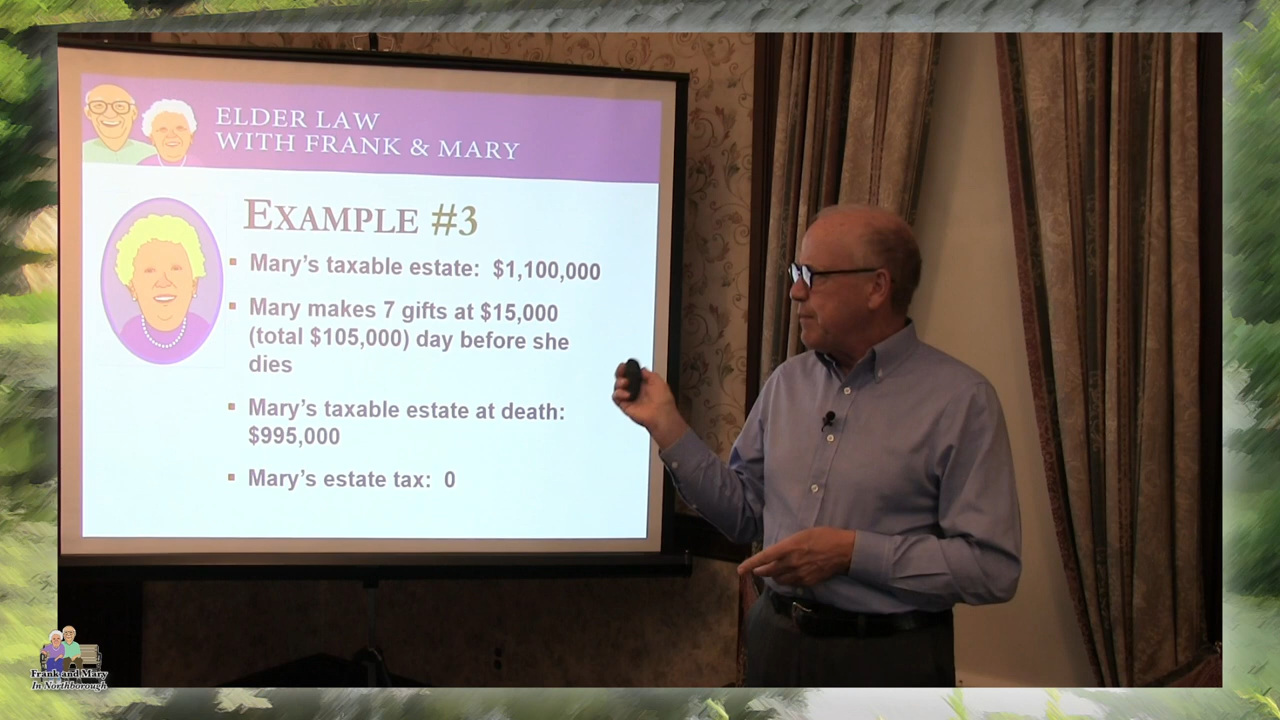 ELDER LAW
WITH FRANK & MARY
EXAMPLE #3
▪ Mary's taxable estate: $1,100,000
▪ Mary makes 7 gifts at $15,000
(total $105,000) day before she
dies
▪ Mary's taxable estate at death:
$995,000
▪ Mary's estate tax: 0
Frank and Mary
In Northborough